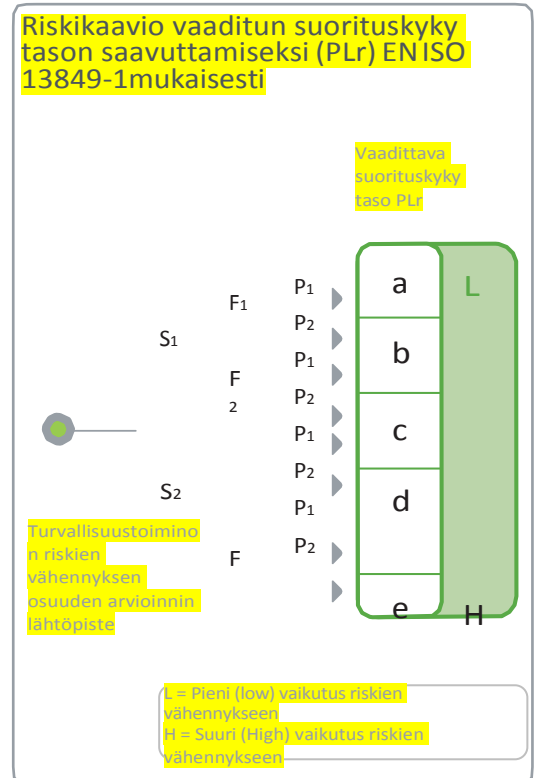 Riskikaavio vaaditun suorituskyky
tason saavuttamiseksi (PLr) ENISO
13849-1mukaisesti
Vaadittava
suorituskyky
taso PLr
P1
a
L
F1
P2
S1
b
P1
F
2
P2
P1
c
P2
S2
P1
d
P2
F
Turvallisuustoimino
n riskien
vähennyksen
osuuden arvioinnin
lähtöpiste
e
H
L = Pieni (low) vaikutus riskien
vähennykseen
H = Suuri (High) vaikutus riskien
vähennykseen